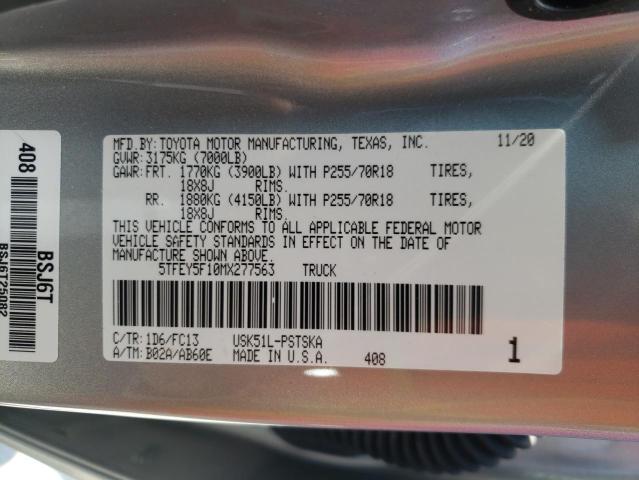 MFD.BY:TOYOTA MOTOR MANUFACTURING, TEXAS, INC. 11/20
GVWR:3175KG (7000LB)
GAWR:FRT. 1770KG (3900LB) WITH P255/70R18 TIRES,
18X8J RIMS.
RR. 1880KG (4150LB) WITH P255/70R18 TIRES,
18X8J RIMS.
THIS VEHICLE CONFORMS TO ALL APPLICABLE FEDERAL MOTOR
VEHICLE SAFETY STANDARDS IN EFFECT ON THE DATE OF
MANUFACTURE SHOWN ABOVE.
5TFEY5F10MX277563 TRUCK
C/TR:1D6/FC13 USK51L-PSTSKA
A/TM:B02A/AB60E MADE IN U.S.A. 408 1
408
BSJ6T
BSJ6T25082